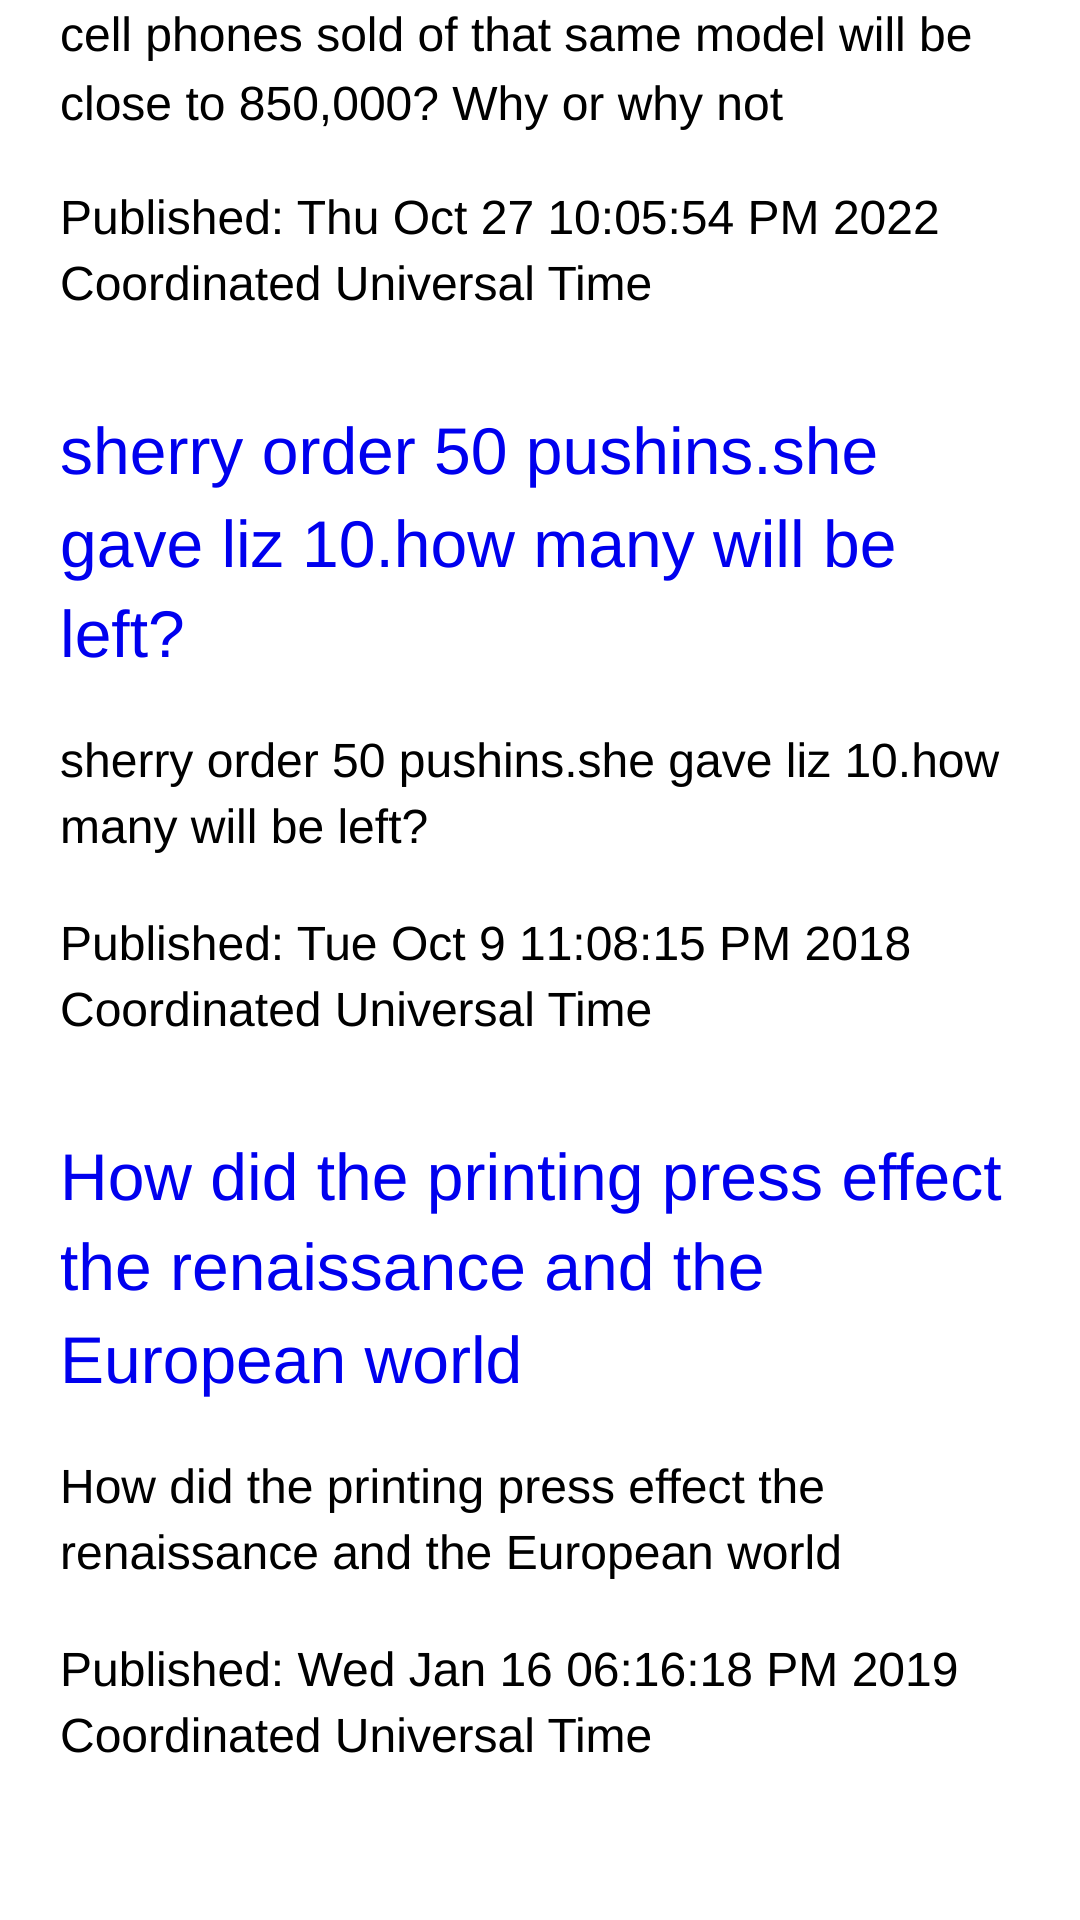 cell phones sold of that same model will be
close to 850,000? Why or why not
Published: Thu Oct 27 10:05:54 PM 2022
Coordinated Universal Time
sherry order 50 pushins.she
gave liz 10.how many will be
left?
sherry order 50 pushins.she gave liz 10.how
many will be left?
Published: Tue Oct 9 11:08:15 PM 2018
Coordinated Universal Time
How did the printing press effect
the renaissance and the
European world
How did the printing press effect the
renaissance and the European world
Published: Wed Jan 16 06:16:18 PM 2019
Coordinated Universal Time